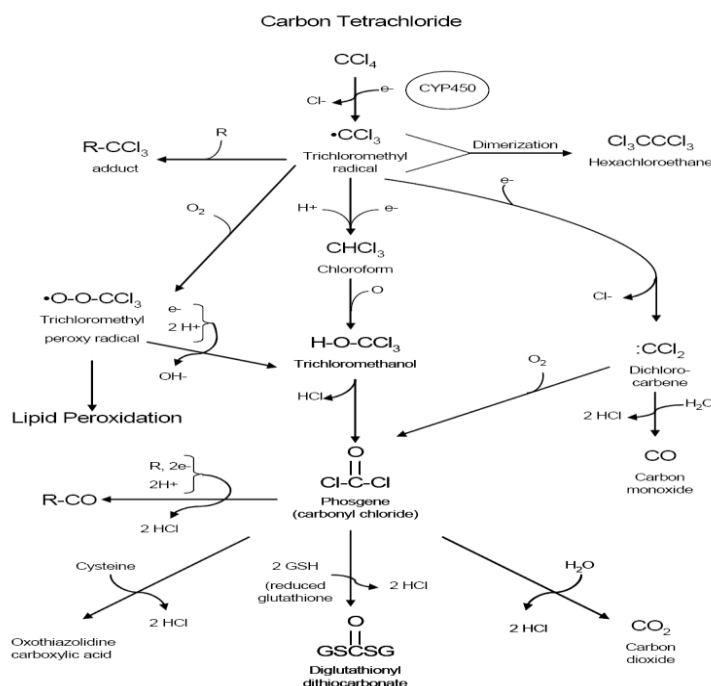 Carbon Tetrachloride
CCl4
Cl-
e-
CYP450
•CCl3
Trichloromethyl
radical
R
R-CCl3
adduct
Dimerization
Cl3CCCl3
Hexachloroethane
O2
H+
e-
e-
CHCl3
Chloroform
O
•O-O-CCl3
Trichloromethyl
peroxy radical
e-
2 H+
OH-
H-O-CCl3
Trichloromethanol
Cl-
:CCl2
Dichloro-
carbene
Lipid Peroxidation
HCl
O2
2 HCl
H2O
CO
Carbon
monoxide
O
Cl-C-Cl
Phosgene
(carbonyl chloride)
R, 2e-
2H+
R-CO
2 HCl
Cysteine
2 HCl
Oxothiazolidine
carboxylic acid
2 GSH
(reduced
glutathione
2 HCl
O
GSCSG
Diglutathionyl
dithiocarbonate
H2O
2 HCl
CO2
Carbon
dioxide